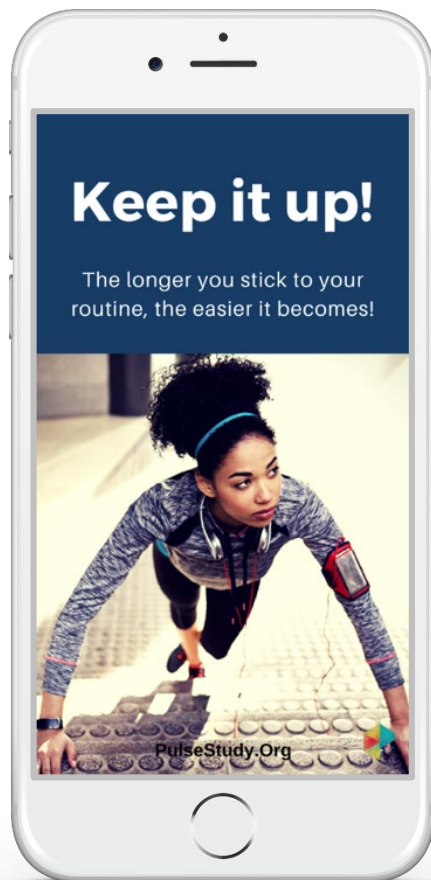 Keep it up!
The longer you stick to your
routine, the easier it becomes!
PulseStudy.Org